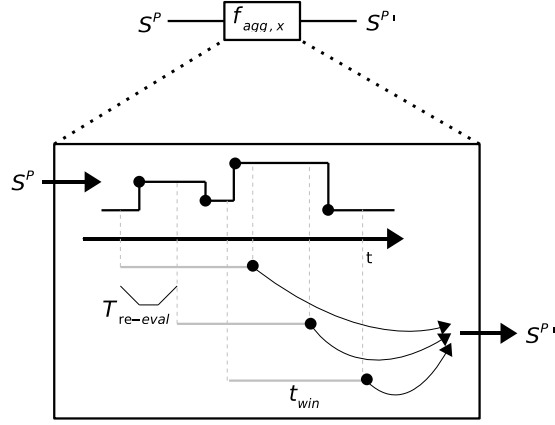 S^P f_agg,x S^P'
S^P
t
T_re-eval
S^P'
t_win